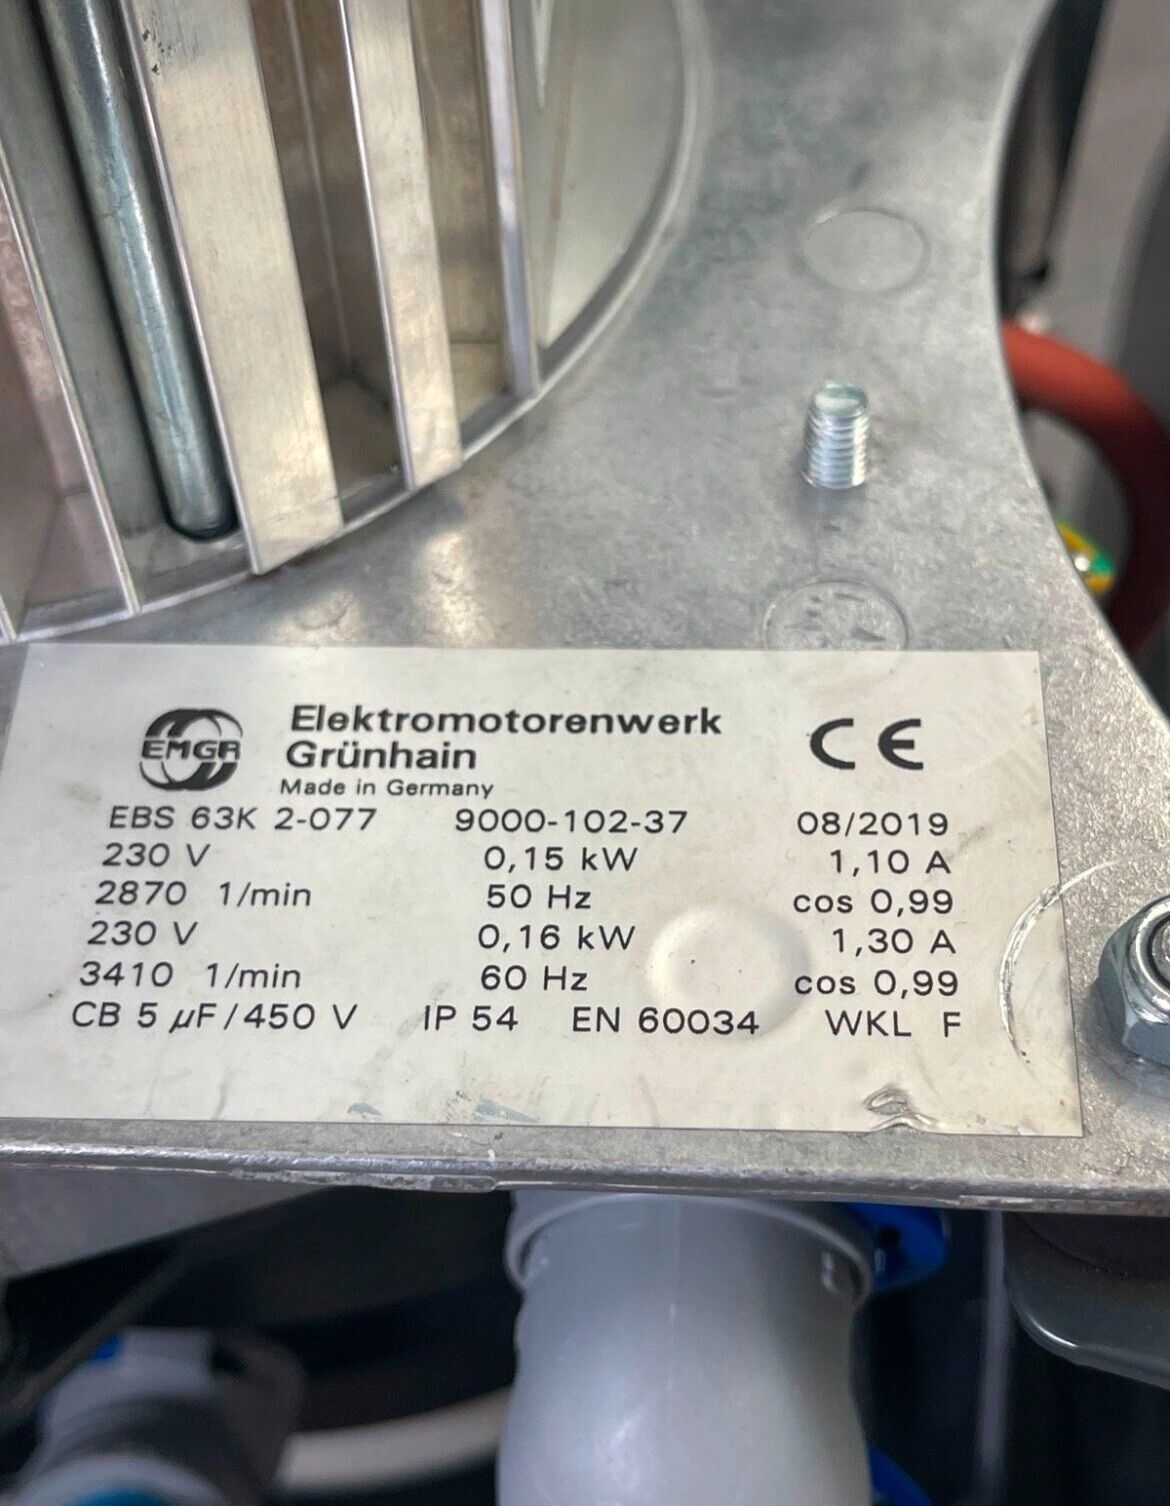 EMGR
Elektromotorenwerk
Grünhain
Made in Germany
CE
EBS 63K 2-077 9000-102-37 08/2019
230 V 0,15 kW 1,10 A
2870 1/min 50 Hz cos 0,99
230 V 0,16 kW 1,30 A
3410 1/min 60 Hz cos 0,99
CB 5 µF/450 V IP 54 EN 60034 WKL F